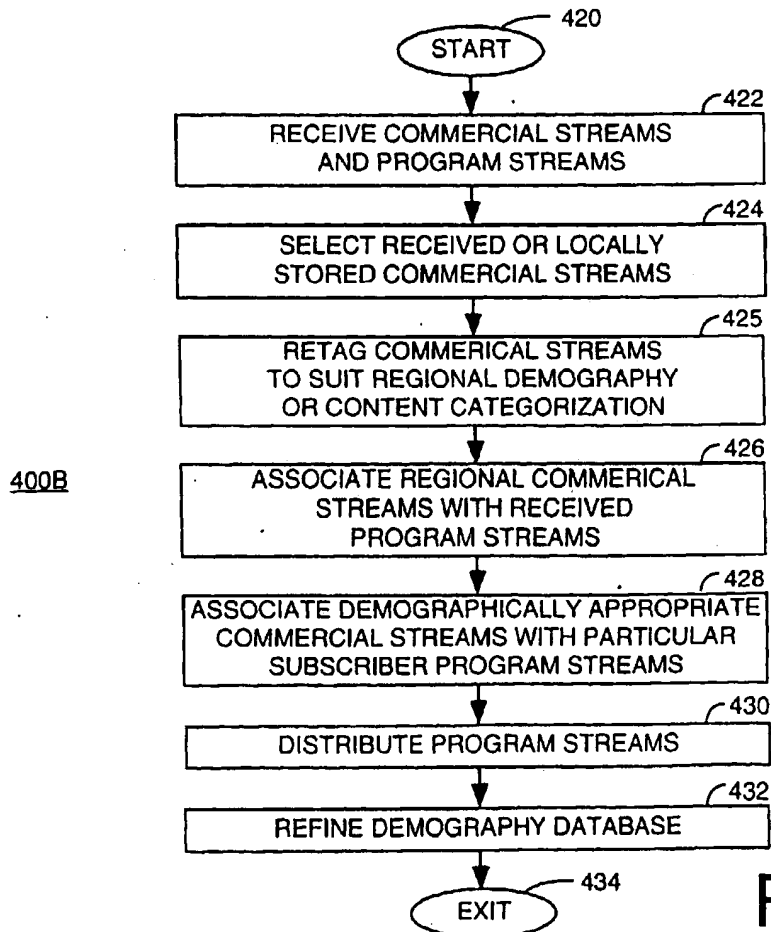 420
START
422
RECEIVE COMMERCIAL STREAMS
AND PROGRAM STREAMS
424
SELECT RECEIVED OR LOCALLY
STORED COMMERCIAL STREAMS
425
RETAG COMMERICAL STREAMS
TO SUIT REGIONAL DEMOGRAPHY
OR CONTENT CATEGORIZATION
400B
426
ASSOCIATE REGIONAL COMMERICAL
STREAMS WITH RECEIVED
PROGRAM STREAMS
428
ASSOCIATE DEMOGRAPHICALLY APPROPRIATE
COMMERCIAL STREAMS WITH PARTICULAR
SUBSCRIBER PROGRAM STREAMS
430
DISTRIBUTE PROGRAM STREAMS
432
REFINE DEMOGRAPHY DATABASE
434
EXIT